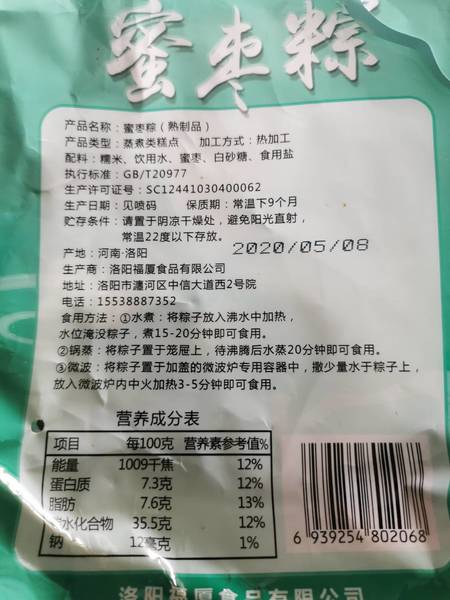 蜜枣粽
产品名称：蜜枣粽（熟制品）
产品类型：蒸煮类糕点 加工方式：热加工
配料：糯米、饮用水、蜜枣、白砂糖、食用盐
执行标准：GB/T20977
生产许可证号：SC12441030400062
生产日期：见喷码 保质期：常温下9个月
贮存条件：请置于阴凉干燥处，避免阳光直射，
常温22度以下存放。
2020/05/08
产地：河南·洛阳
生产商：洛阳福厦食品有限公司
地址：洛阳市瀍河区中信大道西2号院
电话：15538887352
食用方法：①水煮：将粽子放入沸水中加热，
水位淹没粽子，煮15-20分钟即可食用。
②锅蒸：将粽子置于笼屉上，待沸腾后水蒸20分钟即可食用。
③微波：将粽子置于加盖的微波炉专用容器中，撒少量水于粽子上，
放入微波炉内中火加热3-5分钟即可食用。
营养成分表
项目 每100克 营养素参考值%
能量 1009千焦 12%
蛋白质 7.3克 12%
脂肪 7.6克 13%
水化合物 35.5克 12%
钠 12毫克 1%
6 939254 802068
洛阳福厦食品有限公司